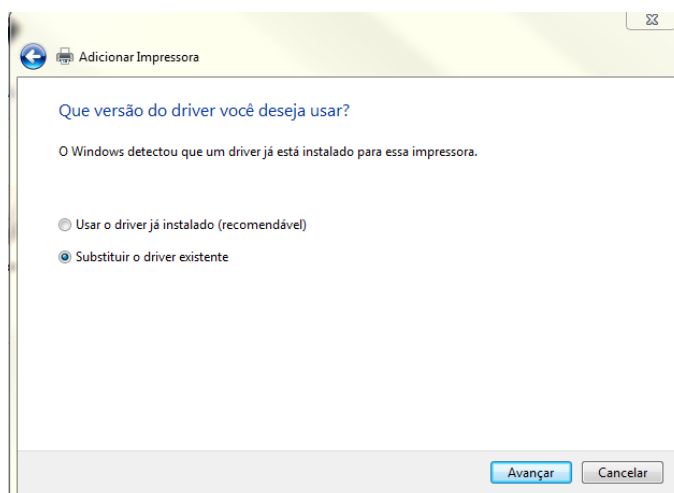 Adicionar Impressora
Que versão do driver você deseja usar?
O Windows detectou que um driver já está instalado para essa impressora.
Usar o driver já instalado (recomendável)
Substituir o driver existente
Avançar
Cancelar